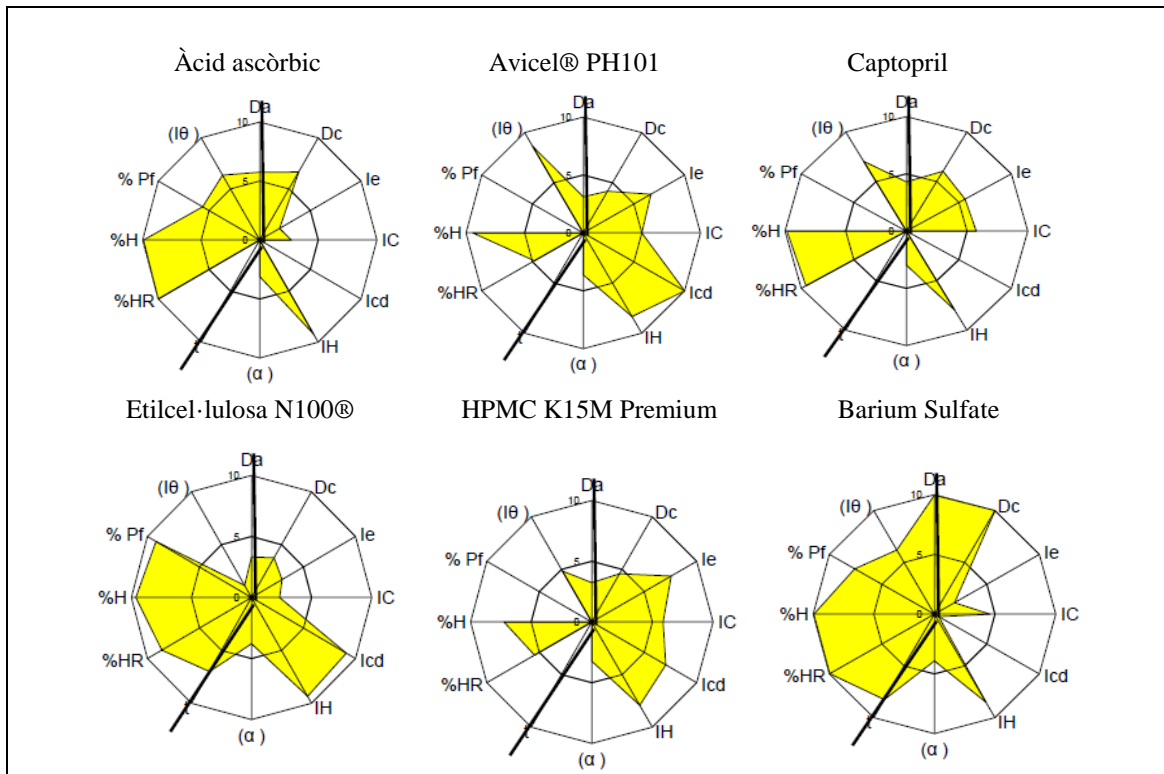 Àcid ascòrbic
Avicel® PH101
Captopril
Da
(Iθ )
Dc
% Pf
Ie
%H
IC
%HR
Icd
t
IH
(α )
10
5
0
Da
(Iθ )
Dc
% Pf
Ie
%H
IC
%HR
Icd
t
IH
(α )
10
5
0
Da
(Iθ )
Dc
% Pf
Ie
%H
IC
%HR
Icd
t
IH
(α )
10
5
0
Etilcel·lulosa N100®
HPMC K15M Premium
Barium Sulfate
Da
(Iθ )
Dc
% Pf
Ie
%H
IC
%HR
Icd
t
IH
(α )
10
5
0
Da
(Iθ )
Dc
% Pf
Ie
%H
IC
%HR
Icd
t
IH
(α )
10
5
0
Da
(Iθ )
Dc
% Pf
Ie
%H
IC
%HR
Icd
t
IH
(α )
10
5
0